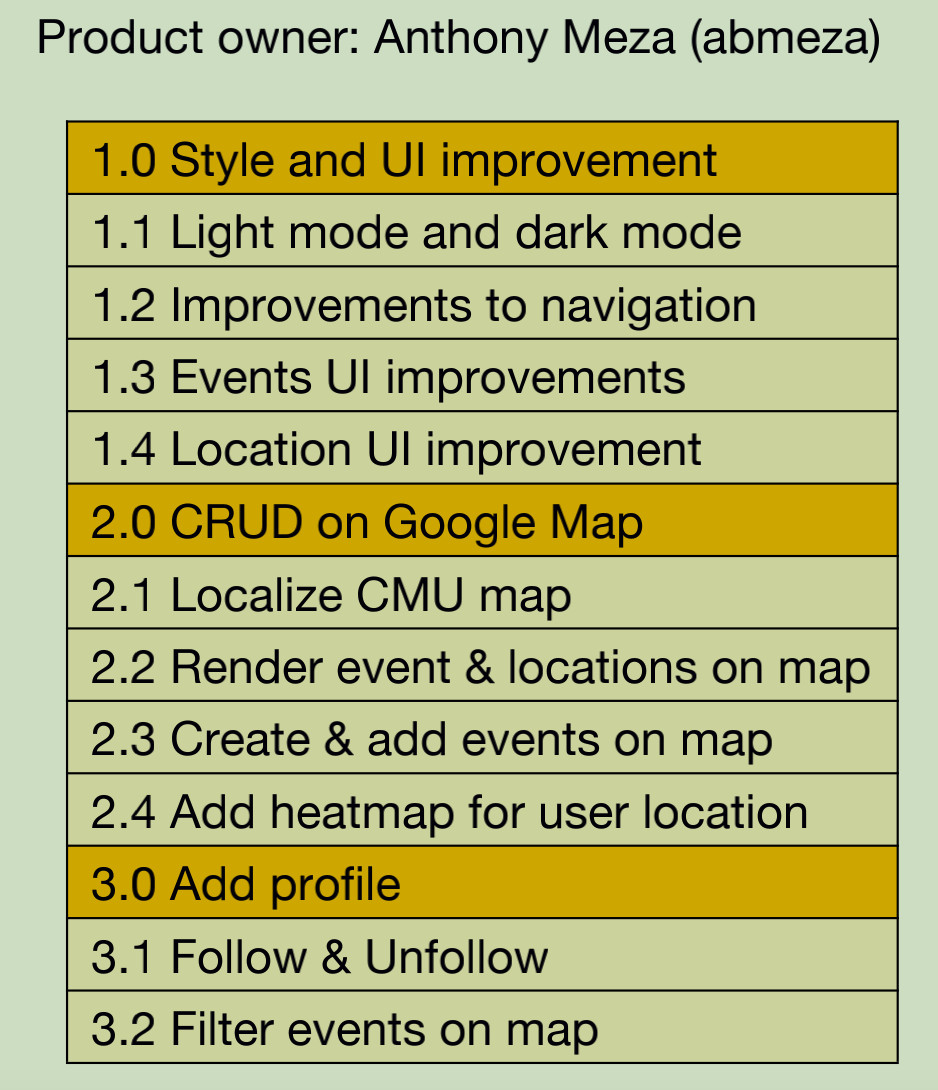 Product owner: Anthony Meza (abmeza)
1.0 Style and UI improvement
1.1 Light mode and dark mode
1.2 Improvements to navigation
1.3 Events UI improvements
1.4 Location UI improvement
2.0 CRUD on Google Map
2.1 Localize CMU map
2.2 Render event & locations on map
2.3 Create & add events on map
2.4 Add heatmap for user location
3.0 Add profile
3.1 Follow & Unfollow
3.2 Filter events on map